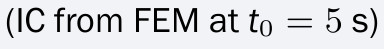 (IC from FEM at t₀ = 5 s)